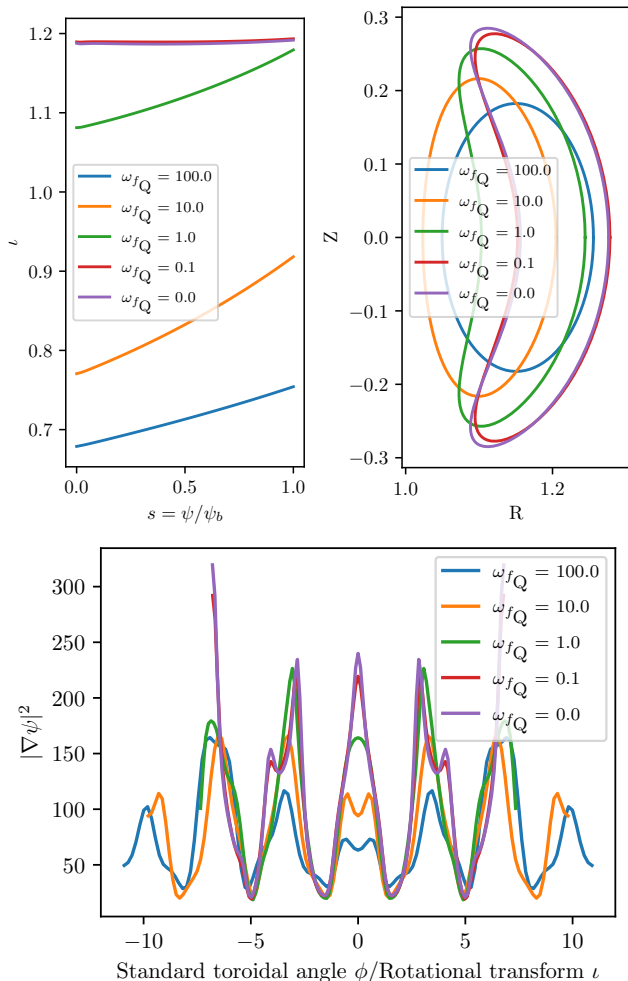 1.2
1.1
1.0
0.9
0.8
0.7
ι
ω_{f_Q} = 100.0
ω_{f_Q} = 10.0
ω_{f_Q} = 1.0
ω_{f_Q} = 0.1
ω_{f_Q} = 0.0
0.0 0.5 1.0
s = ψ/ψ_b
0.3
0.2
0.1
0.0
−0.1
−0.2
−0.3
Z
ω_{f_Q} = 100.0
ω_{f_Q} = 10.0
ω_{f_Q} = 1.0
ω_{f_Q} = 0.1
ω_{f_Q} = 0.0
1.0 1.2
R
300
250
200
150
100
50
|∇ψ|²
ω_{f_Q} = 100.0
ω_{f_Q} = 10.0
ω_{f_Q} = 1.0
ω_{f_Q} = 0.1
ω_{f_Q} = 0.0
−10 −5 0 5 10
Standard toroidal angle ϕ/Rotational transform ι